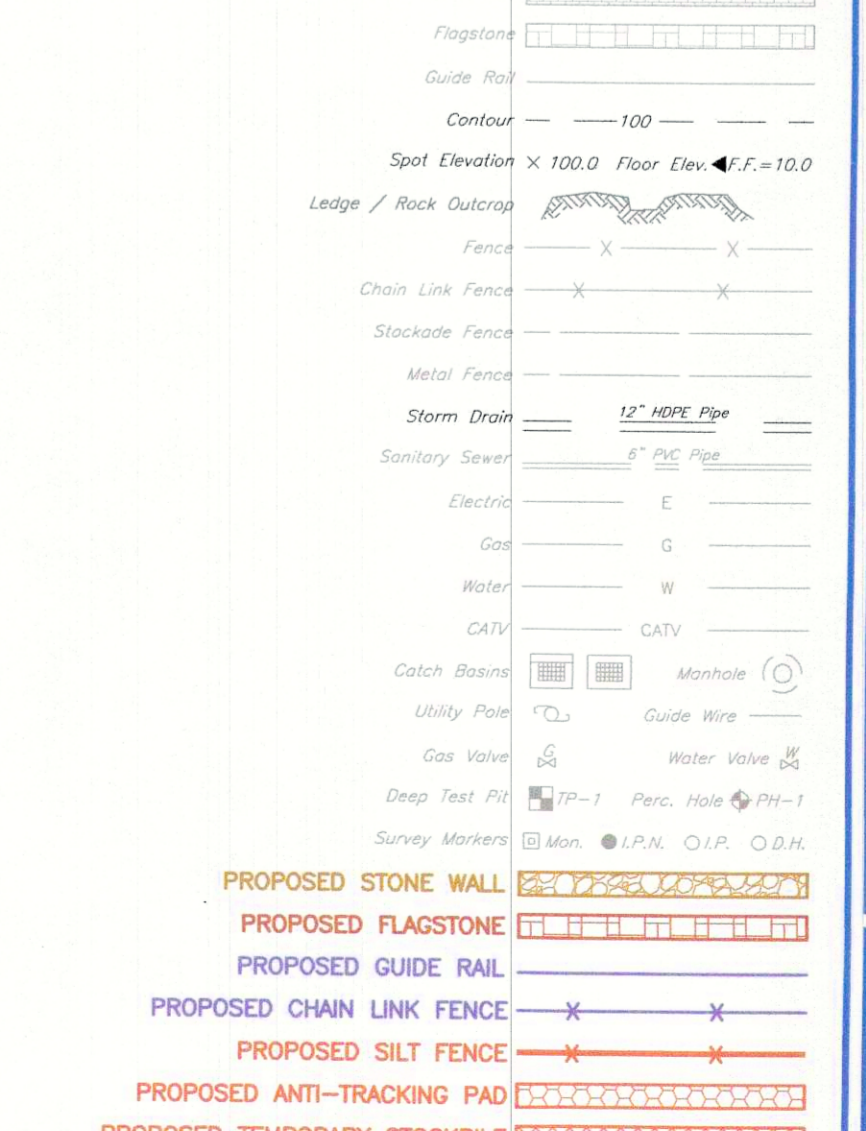 Flagstone
Guide Rail
Contour 100
Spot Elevation × 100.0 Floor Elev. F.F.=10.0
Ledge / Rock Outcrop
Fence X X
Chain Link Fence X X
Stockade Fence
Metal Fence
Storm Drain 12" HDPE Pipe
Sanitary Sewer 6" PVC Pipe
Electric E
Gas G
Water W
CATV CATV
Catch Basins Manhole
Utility Pole Guide Wire
Gas Valve G Water Valve W
Deep Test Pit TP-1 Perc. Hole PH-1
Survey Markers Mon. I.P.N. I.P. D.H.
PROPOSED STONE WALL
PROPOSED FLAGSTONE
PROPOSED GUIDE RAIL
PROPOSED CHAIN LINK FENCE X X
PROPOSED SILT FENCE X X
PROPOSED ANTI-TRACKING PAD
PROPOSED TEMPORARY STOCKPILE